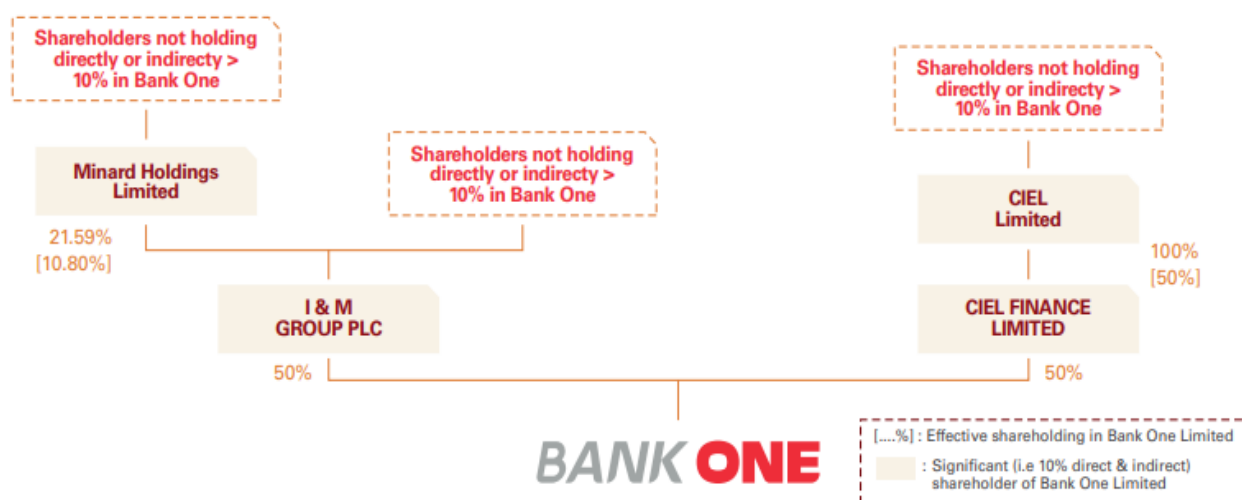 Shareholders not holding
directly or indirecty >
10% in Bank One
Shareholders not holding
directly or indirecty >
10% in Bank One
Shareholders not holding
directly or indirecty >
10% in Bank One
Minard Holdings
Limited
CIEL
Limited
21.59%
[10.80%]
100%
[50%]
I & M
GROUP PLC
CIEL FINANCE
LIMITED
50%
50%
BANK ONE
[....%] : Effective shareholding in Bank One Limited
: Significant (i.e 10% direct & indirect)
shareholder of Bank One Limited